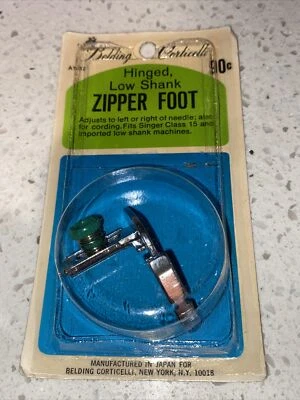 Belding Corticelli
90c
Hinged,
Low Shank
ZIPPER FOOT
Adjusts to left or right of needle; also
for cording. Fits Singer Class 15 and
imported low shank machines.
MANUFACTURED IN JAPAN FOR
BELDING CORTICELLI, NEW YORK, N.Y. 10018